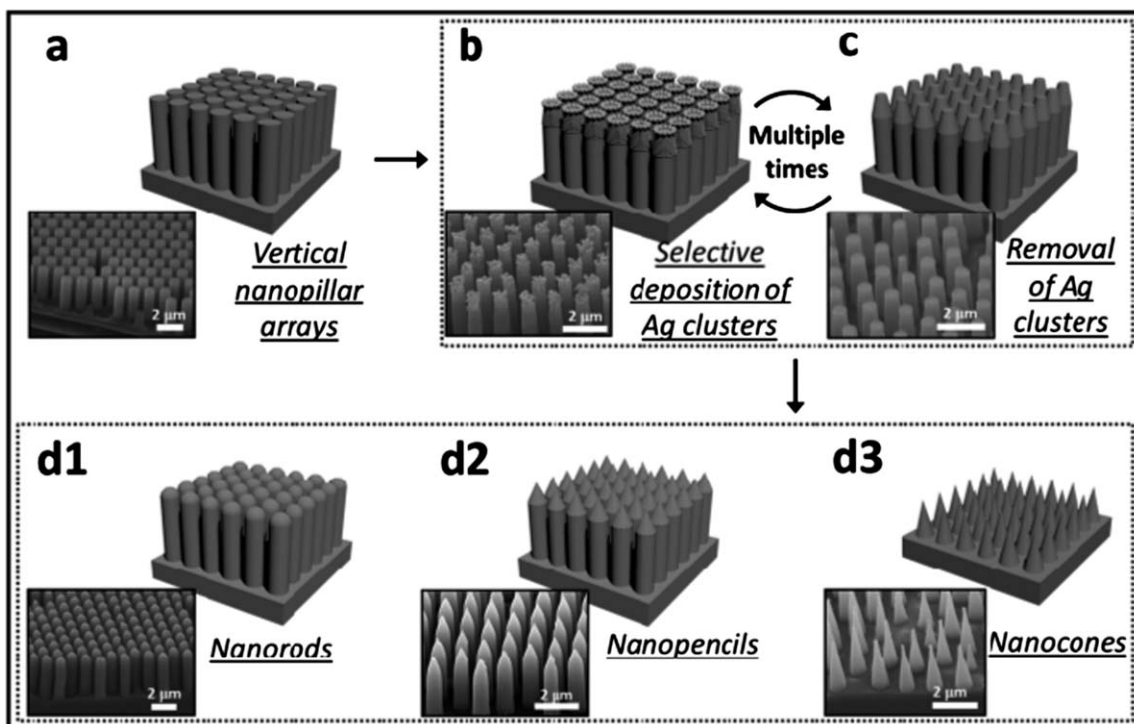 a
b
c
Multiple
times
2 μm
Vertical
nanopillar
arrays
2 μm
Selective
deposition of
Ag clusters
2 μm
Removal
of Ag
clusters
d1
d2
d3
2 μm
Nanorods
2 μm
Nanopencils
2 μm
Nanocones